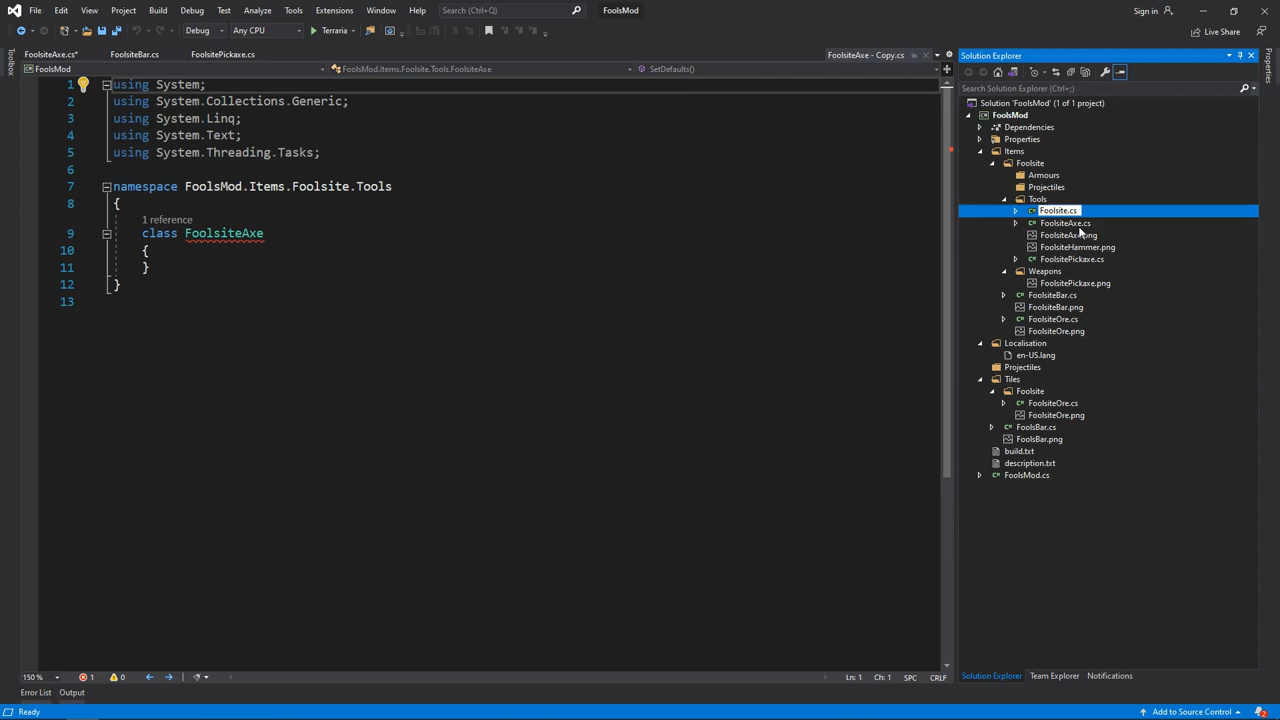 File Edit View Project Build Debug Test Analyze Tools Extensions Window Help Search (Ctrl+Q) FoolsMod Sign in
Debug Any CPU Terraria Live Share
Toolbox
FoolsiteAxe.cs* FoolsiteBar.cs FoolsitePickaxe.cs FoolsiteAxe - Copy.cs
FoolsMod FoolsMod.Items.Foolsite.Tools.FoolsiteAxe SetDefaults()
1 using System;
2 using System.Collections.Generic;
3 using System.Linq;
4 using System.Text;
5 using System.Threading.Tasks;
6
7 namespace FoolsMod.Items.Foolsite.Tools
8 {
1 reference
9 class FoolsiteAxe
10 {
11 }
12 }
13
150 % 1 0 Ln: 1 Ch: 1 SPC CRLF
Error List Output
Ready
Solution Explorer
Search Solution Explorer (Ctrl+;)
Solution 'FoolsMod' (1 of 1 project)
FoolsMod
Dependencies
Properties
Items
Foolsite
Armours
Projectiles
Tools
Foolsite.cs
FoolsiteAxe.cs
FoolsiteAxe.png
FoolsiteHammer.png
FoolsitePickaxe.cs
Weapons
FoolsitePickaxe.png
FoolsiteBar.cs
FoolsiteBar.png
FoolsiteOre.cs
FoolsiteOre.png
Localisation
en-US.lang
Projectiles
Tiles
Foolsite
FoolsiteOre.cs
FoolsiteOre.png
FoolsBar.cs
FoolsBar.png
build.txt
description.txt
FoolsMod.cs
Solution Explorer Team Explorer Notifications
Add to Source Control 2
Properties